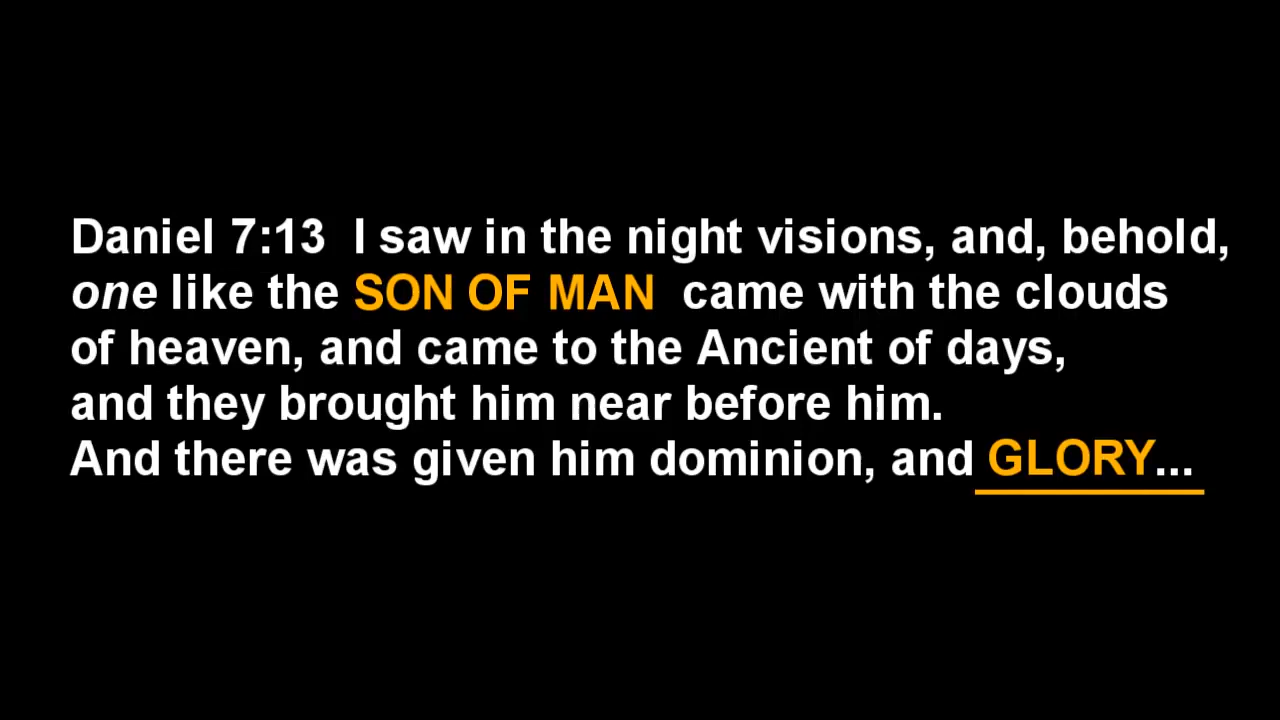 Daniel 7:13 I saw in the night visions, and, behold,
one like the SON OF MAN came with the clouds
of heaven, and came to the Ancient of days,
and they brought him near before him.
And there was given him dominion, and GLORY...